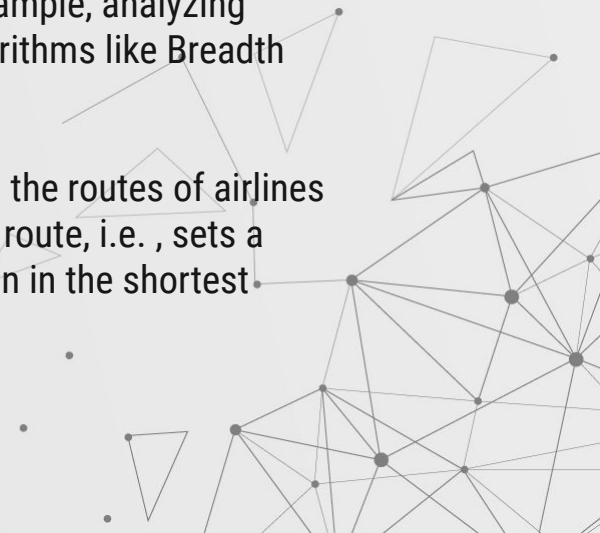 ample, analyzing
rithms like Breadth
the routes of airlines
route, i.e. , sets a
n in the shortest